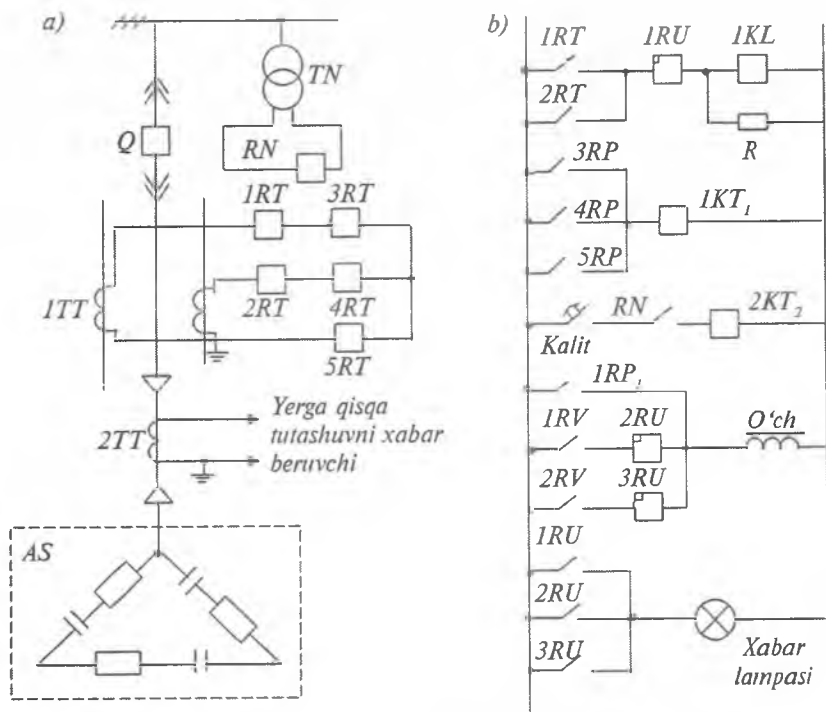 a)
TN
Q
RN
1RT 3RT
2RT 4RT
1TT
5RT
2TT
Yerga qisqa
tutashuvni xabar
beruvchi
AS
b)
1RT 1RU 1KL
2RT
R
3RP
4RP 1KT₁
5RP
RN 2KT₂
Kalit
1RP₁
1RV 2RU O'ch
2RV 3RU
1RU
2RU
3RU
Xabar
lampasi